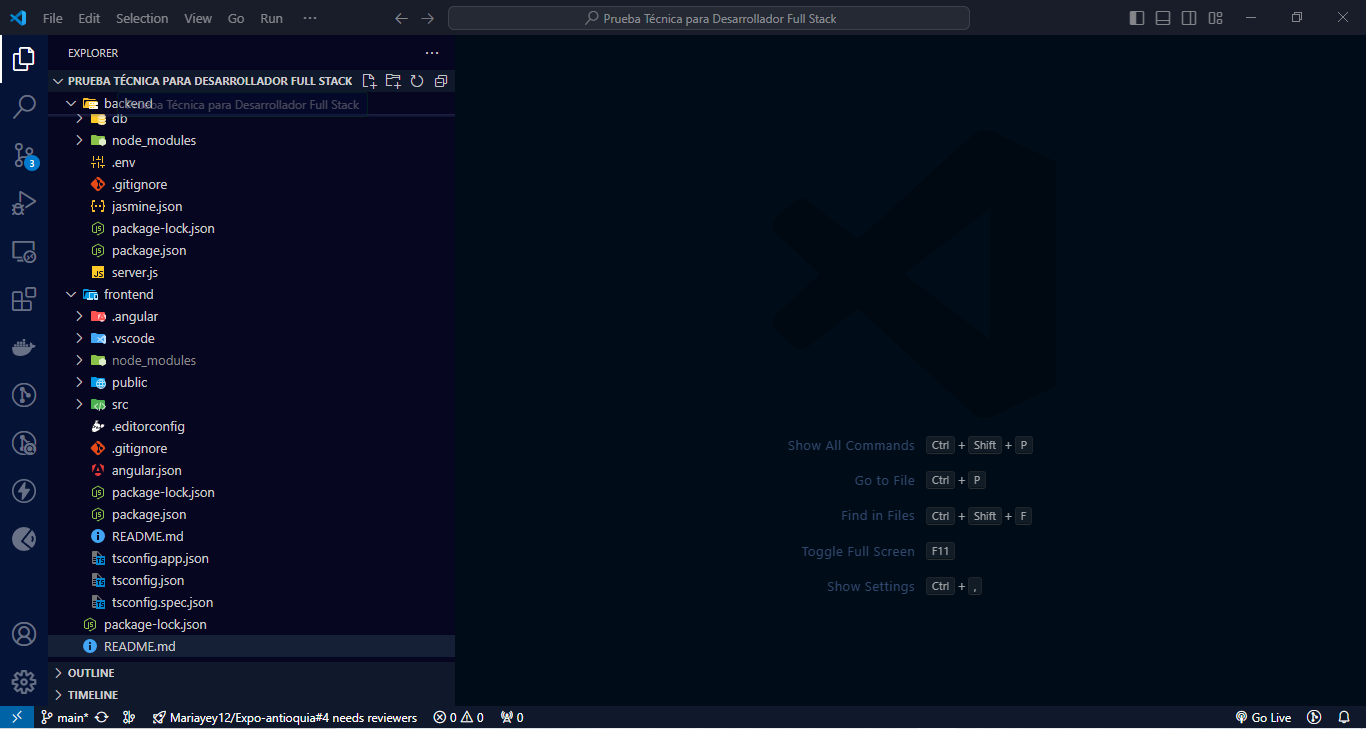 File Edit Selection View Go Run ···
Prueba Técnica para Desarrollador Full Stack
EXPLORER
PRUEBA TÉCNICA PARA DESARROLLADOR FULL STACK
backend
Prueba Técnica para Desarrollador Full Stack
db
node_modules
.env
.gitignore
jasmine.json
package-lock.json
package.json
server.js
frontend
.angular
.vscode
node_modules
public
src
.editorconfig
.gitignore
angular.json
package-lock.json
package.json
README.md
tsconfig.app.json
tsconfig.json
tsconfig.spec.json
package-lock.json
README.md
OUTLINE
TIMELINE
3
Show All Commands Ctrl + Shift + P
Go to File Ctrl + P
Find in Files Ctrl + Shift + F
Toggle Full Screen F11
Show Settings Ctrl + ,
main* Mariayey12/Expo-antioquia#4 needs reviewers 0 0 0 Go Live